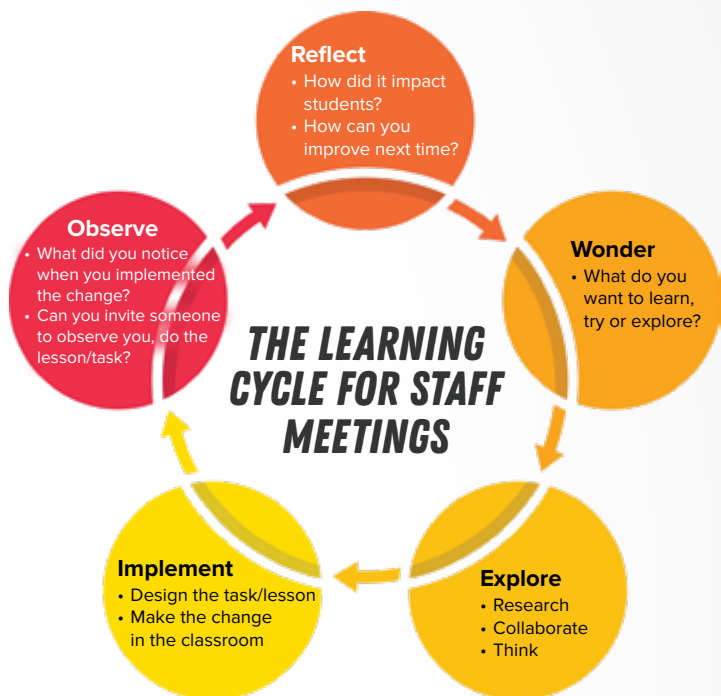 Reflect
• How did it impact
students?
• How can you
improve next time?
Wonder
• What do you
want to learn,
try or explore?
Explore
• Research
• Collaborate
• Think
Implement
• Design the task/lesson
• Make the change
in the classroom
Observe
• What did you notice
when you implemented
the change?
• Can you invite someone
to observe you, do the
lesson/task?
THE LEARNING
CYCLE FOR STAFF
MEETINGS